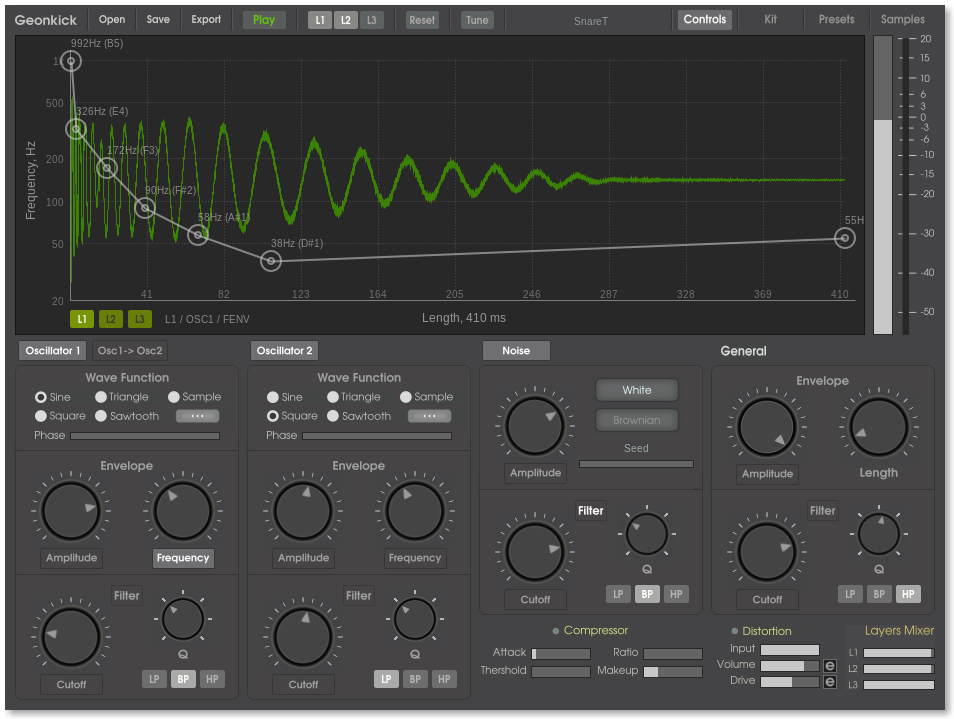 Geonkick Open Save Export Play L1 L2 L3 Reset Tune SnareT Controls Kit Presets Samples
992Hz (B5)
326Hz (E4)
172Hz (F3)
90Hz (F#2)
58Hz (A#1)
38Hz (D#1)
55H
Frequency, Hz
500
200
100
50
20
41 82 123 164 205 246 287 328 369 410
L1 L2 L3 L1 / OSC1 / FENV Length, 410 ms
20
15
10
6
3
0
-3
-6
-10
-15
-20
-30
-40
-50
Oscillator 1 Osc1-> Osc2 Oscillator 2 Noise General
Wave Function
Sine Triangle Sample
Square Sawtooth ...
Phase
Envelope
Amplitude Frequency
Filter
Cutoff
Q
LP BP HP
Wave Function
Sine Triangle Sample
Square Sawtooth ...
Phase
Envelope
Amplitude Frequency
Filter
Cutoff
Q
LP BP HP
White
Brownian
Seed
Amplitude
Filter
Q
Cutoff
LP BP HP
Envelope
Amplitude Length
Filter
Q
Cutoff
LP BP HP
Compressor
Attack Ratio
Thershold Makeup
Distortion
Input
Volume e
Drive e
Layers Mixer
L1
L2
L3